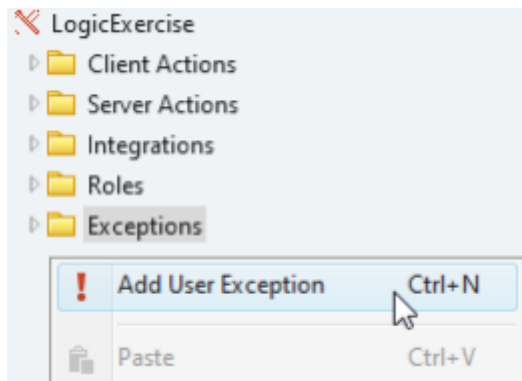 LogicExercise
Client Actions
Server Actions
Integrations
Roles
Exceptions
Add User Exception Ctrl+N
Paste Ctrl+V